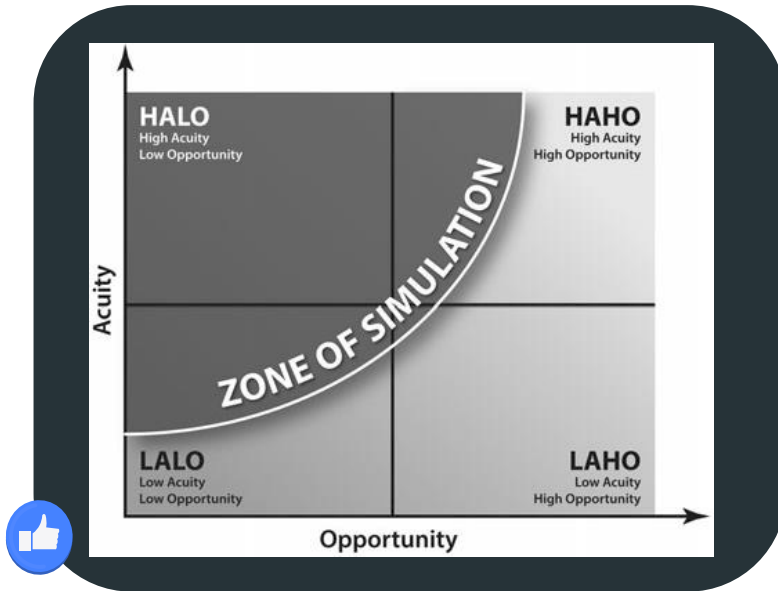 HALO
High Acuity
Low Opportunity
HAHO
High Acuity
High Opportunity
ZONE OF SIMULATION
Acuity
LALO
Low Acuity
Low Opportunity
LAHO
Low Acuity
High Opportunity
Opportunity